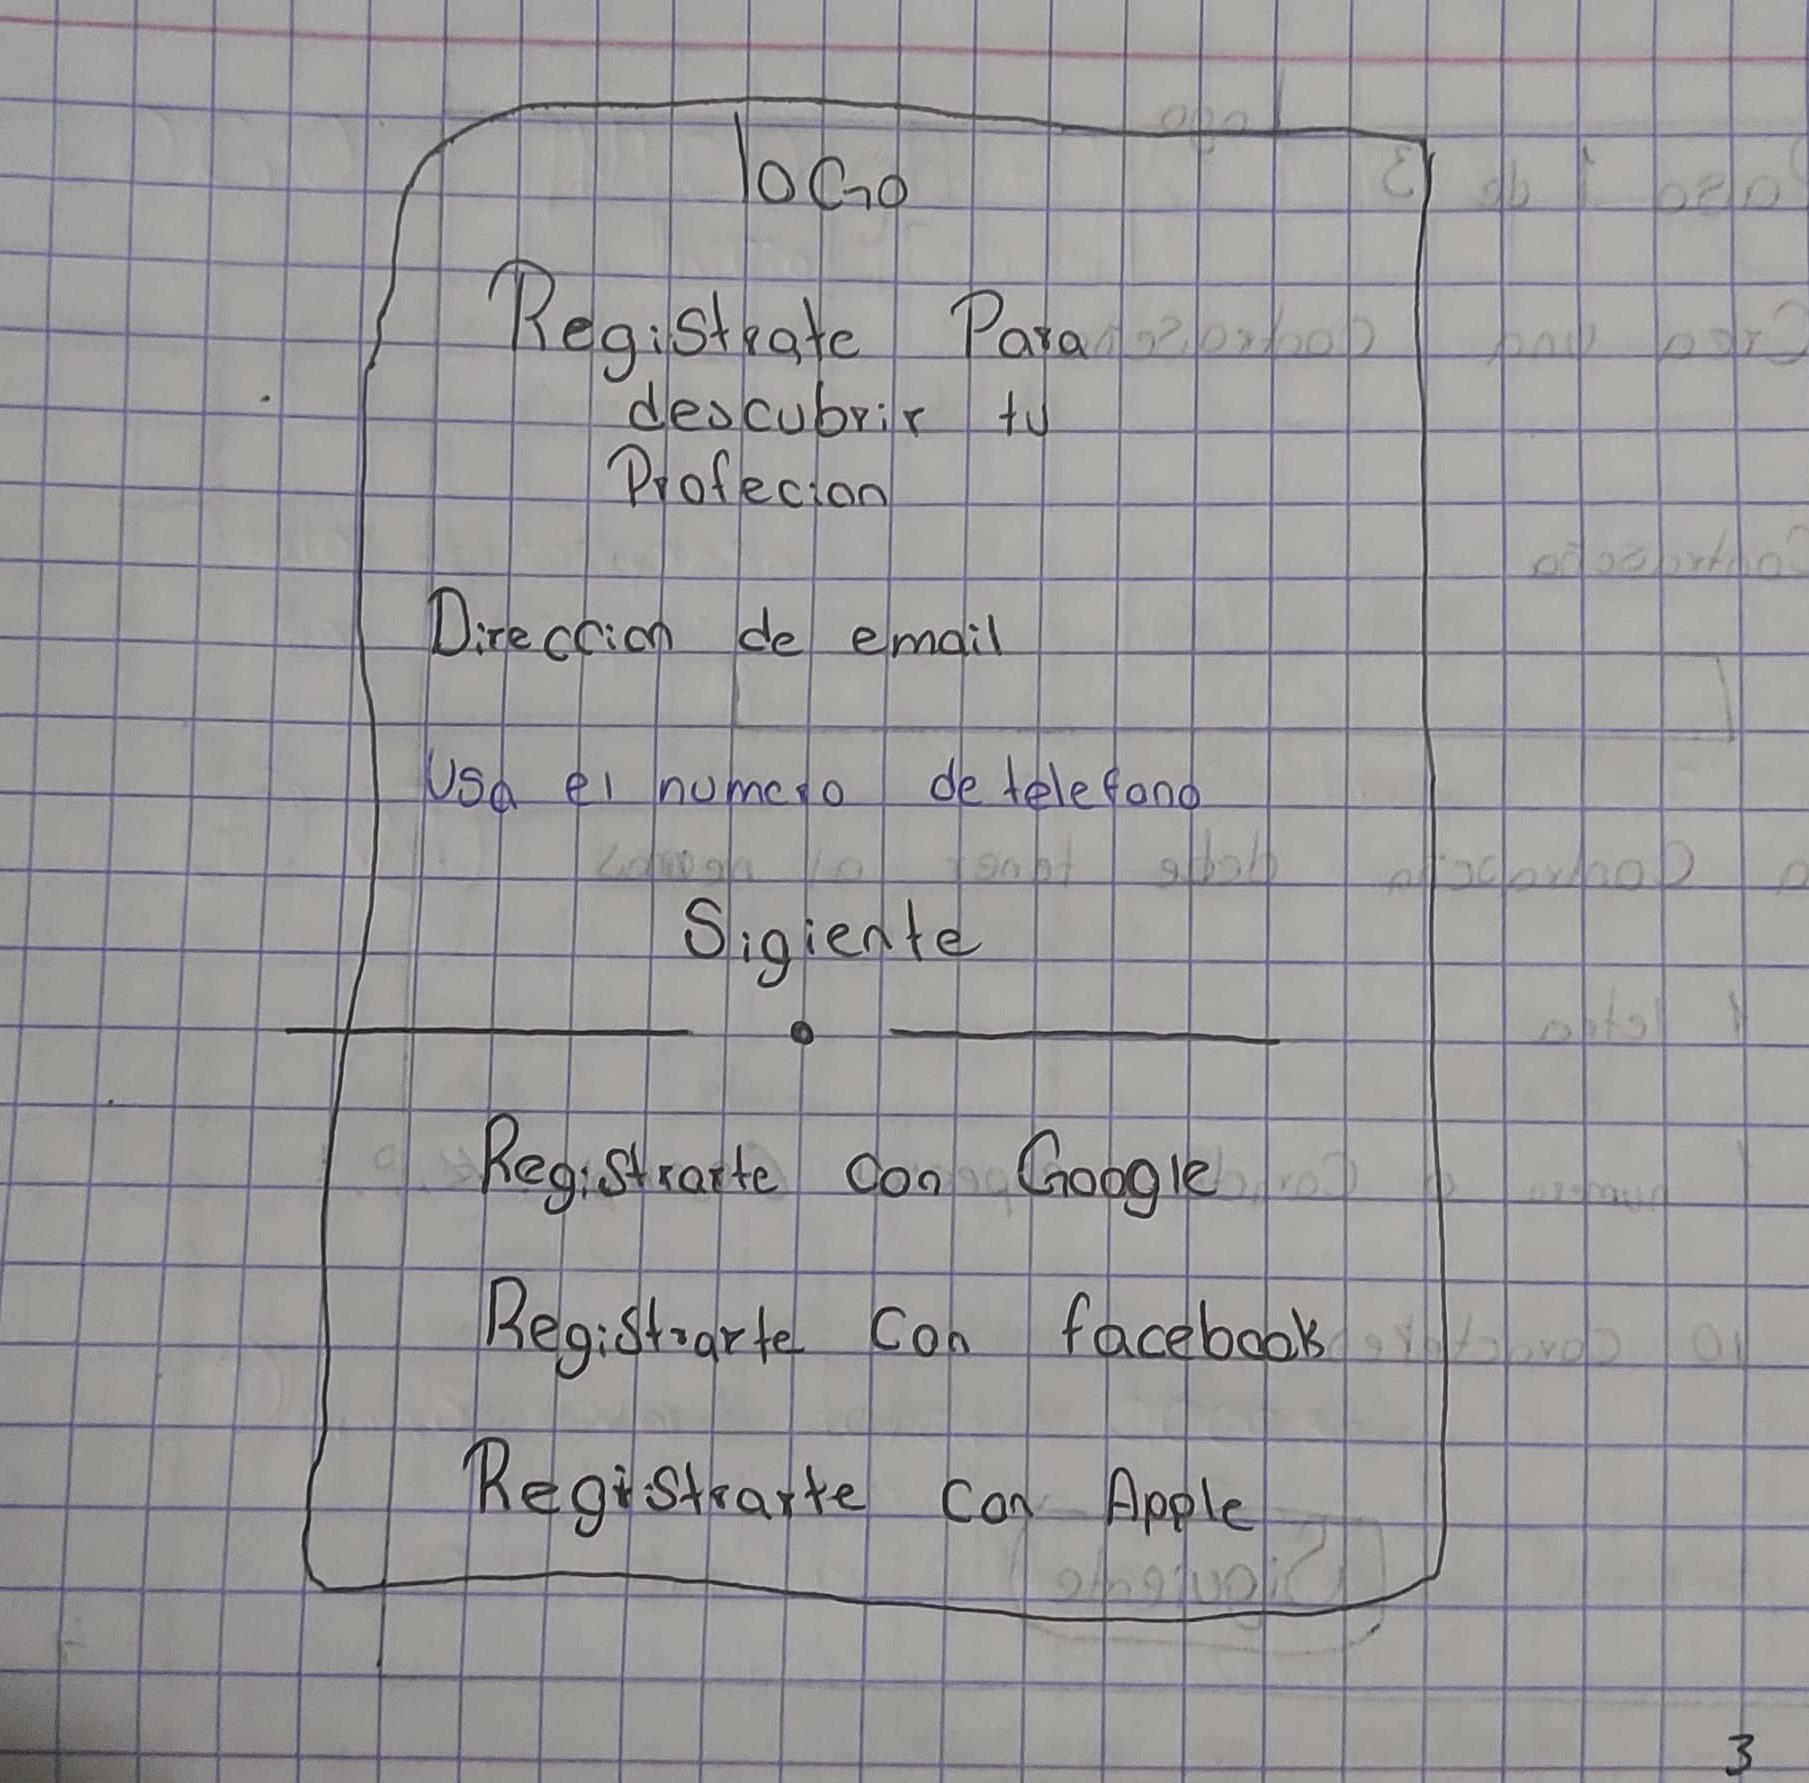 loGo
Registrate Para
descubrir tu
Profecion
Direccion de email
Usa el numero de telefono
Sigiente
Registrarte con Google
Registrarte con facebook
Registrarte con Apple
3